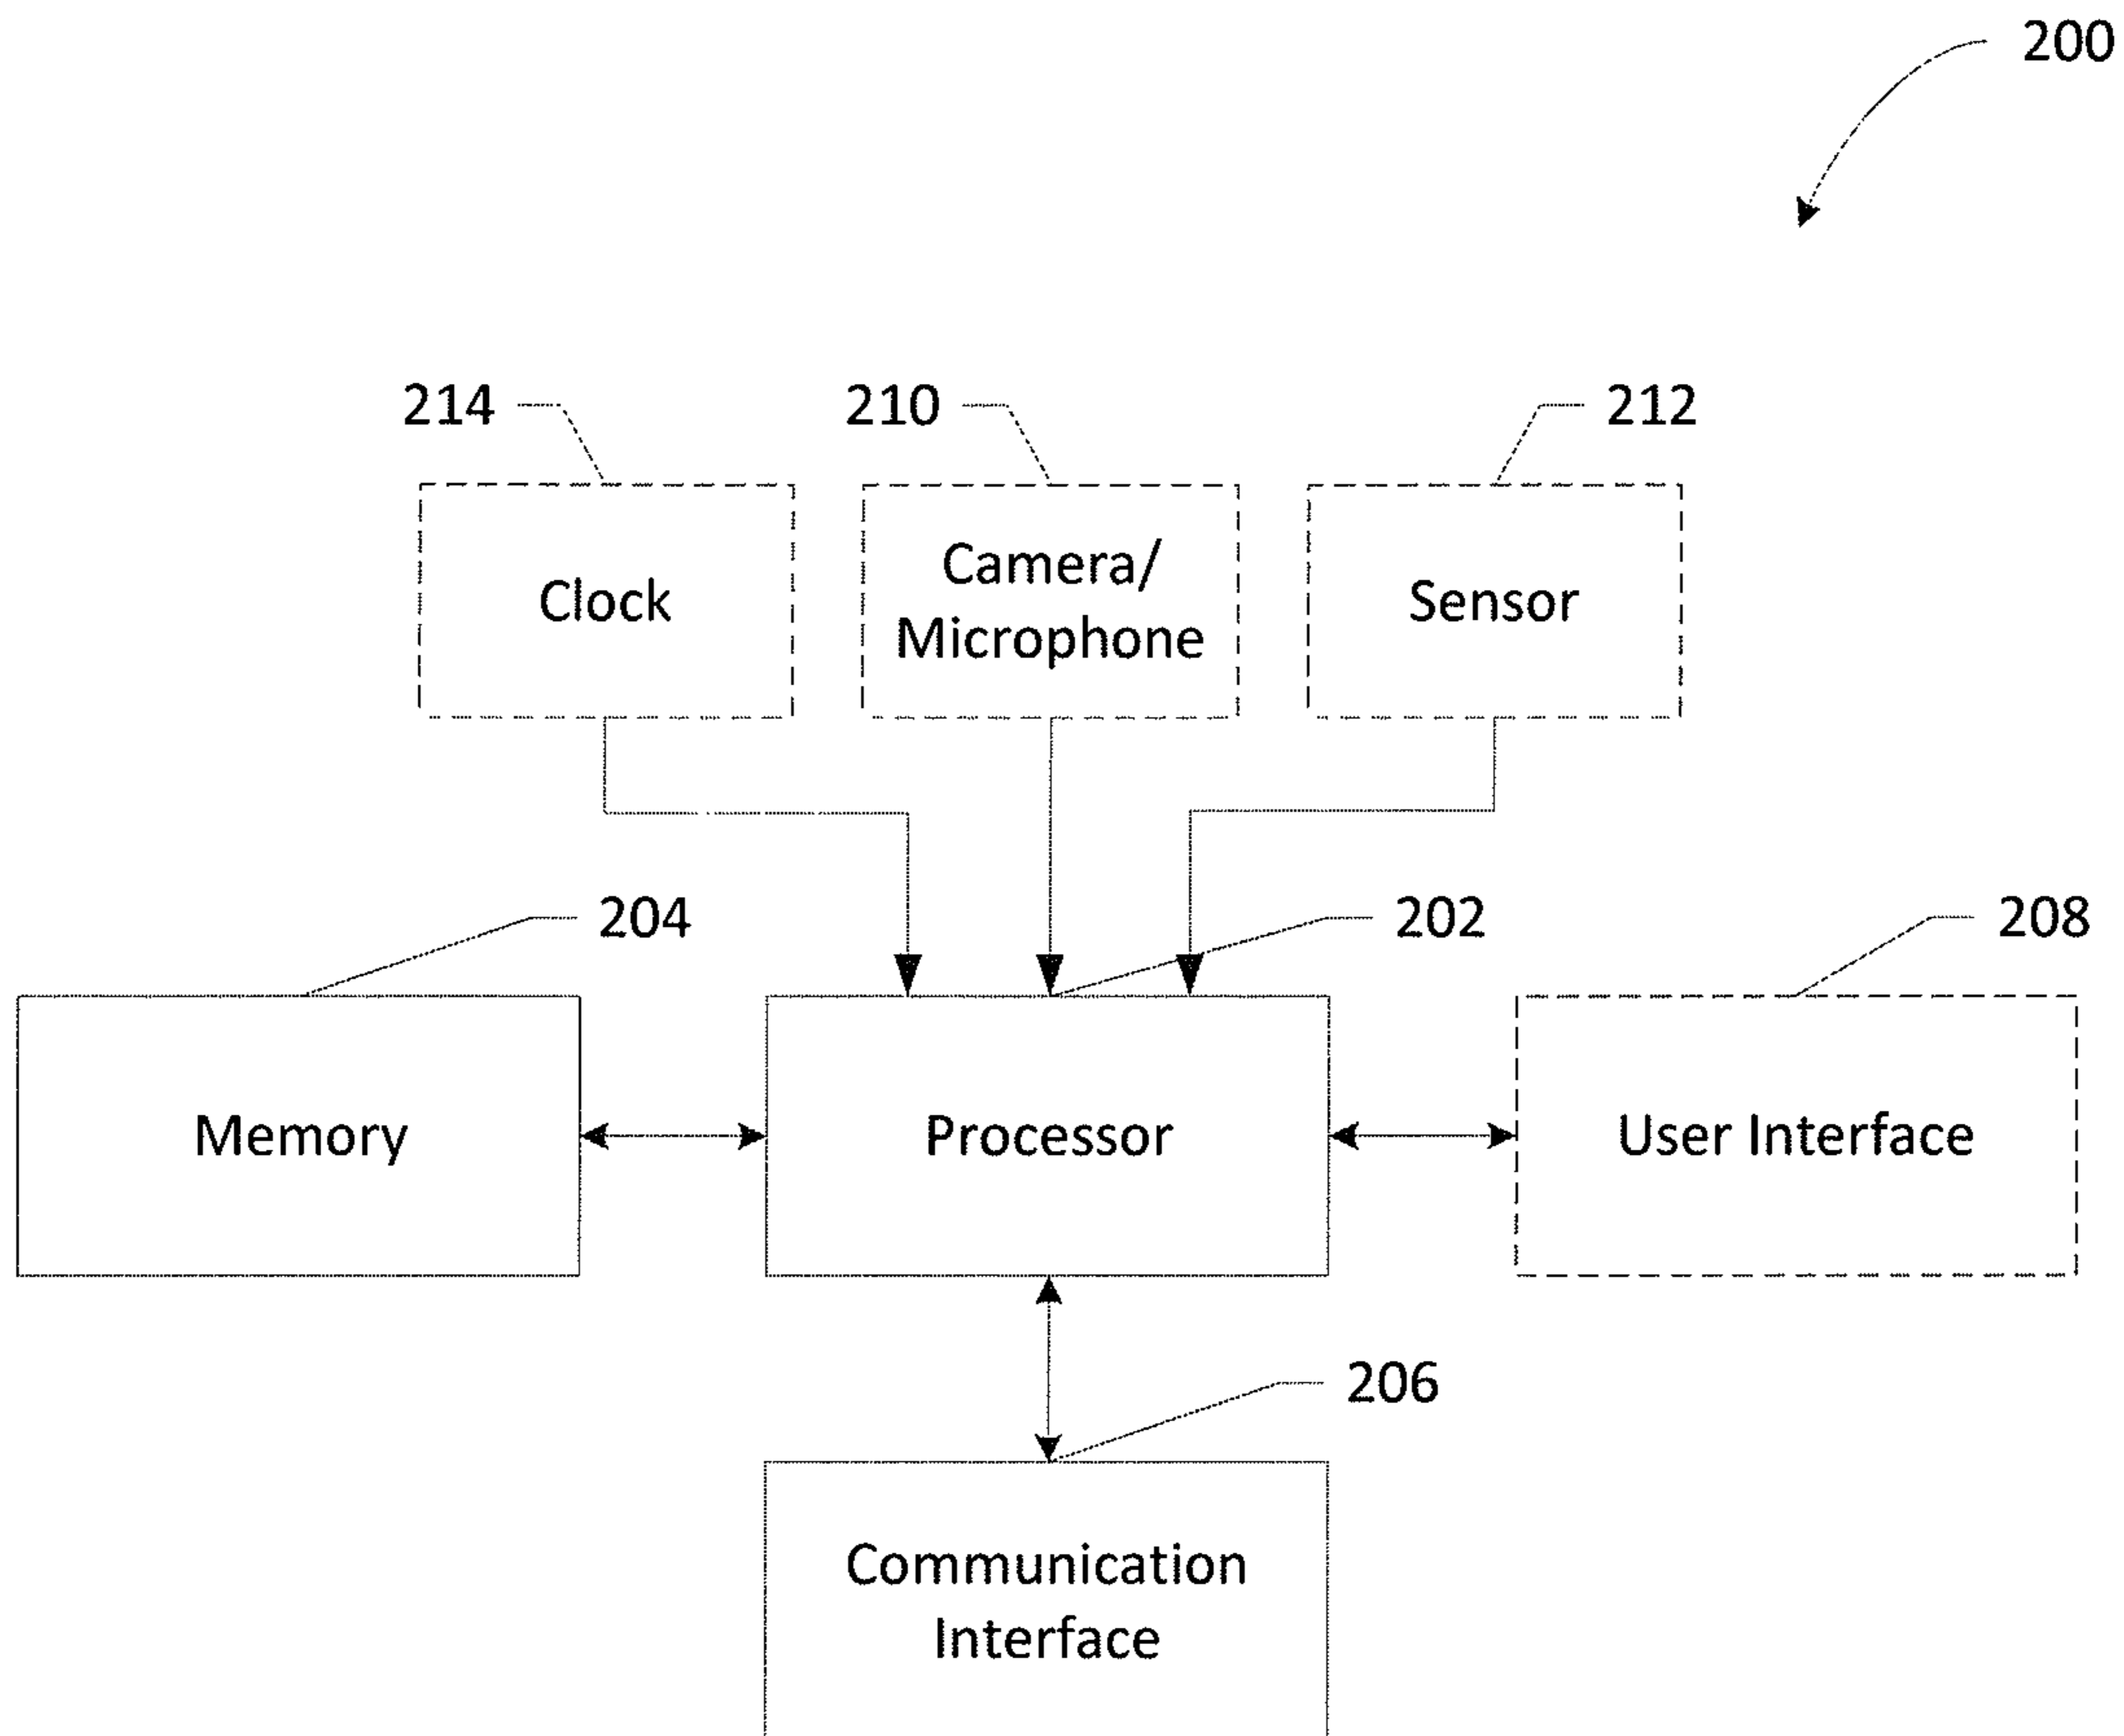 200
214
210
212
Clock
Camera/
Microphone
Sensor
204
202
208
Memory
Processor
User Interface
206
Communication
Interface